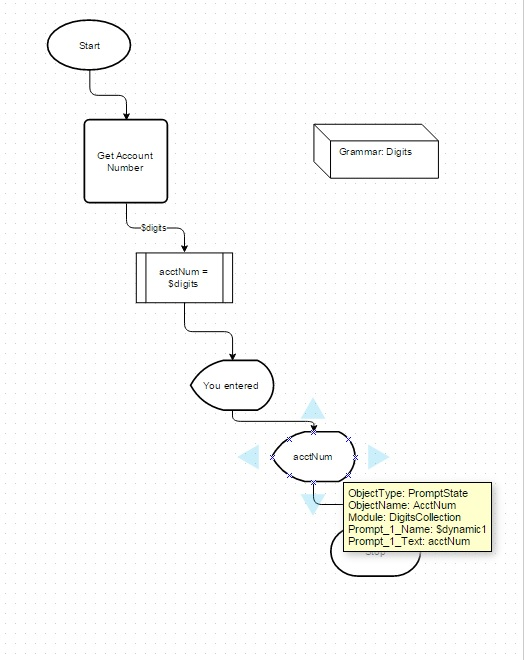 Start
Get Account
Number
Grammar: Digits
$digits
acctNum =
$digits
You entered
acctNum
ObjectType: PromptState
ObjectName: AcctNum
Module: DigitsCollection
Prompt_1_Name: $dynamic1
Prompt_1_Text: acctNum
Stop